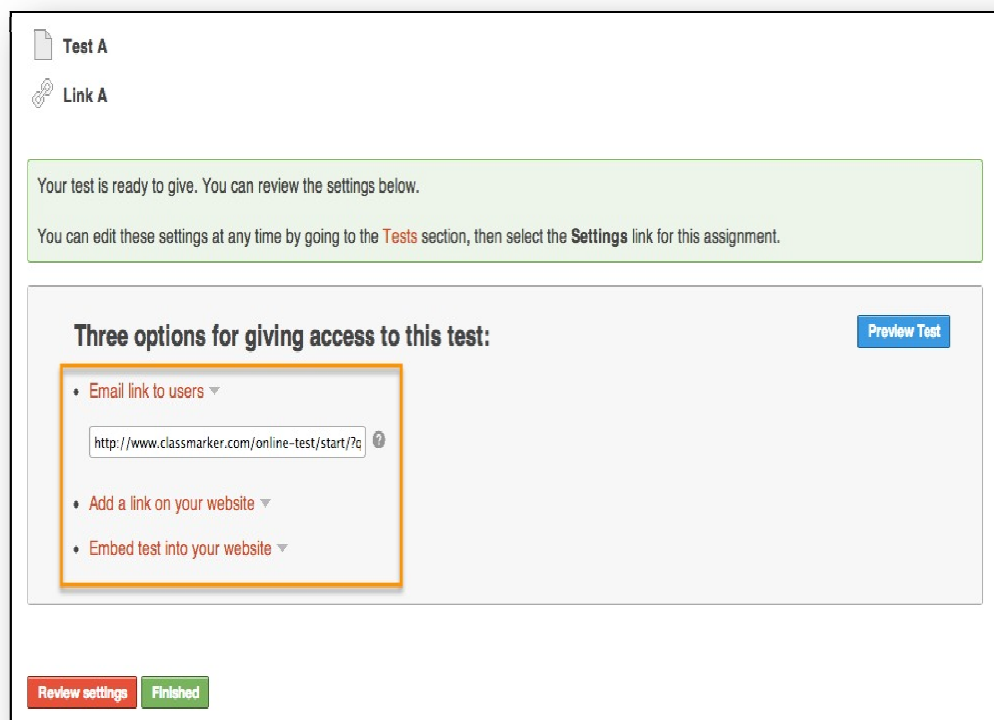 Test A
Link A
Your test is ready to give. You can review the settings below.
You can edit these settings at any time by going to the Tests section, then select the Settings link for this assignment.
Three options for giving access to this test:
Preview Test
• Email link to users
http://www.classmarker.com/online-test/start/?q
?
• Add a link on your website
• Embed test into your website
Review settings
Finished